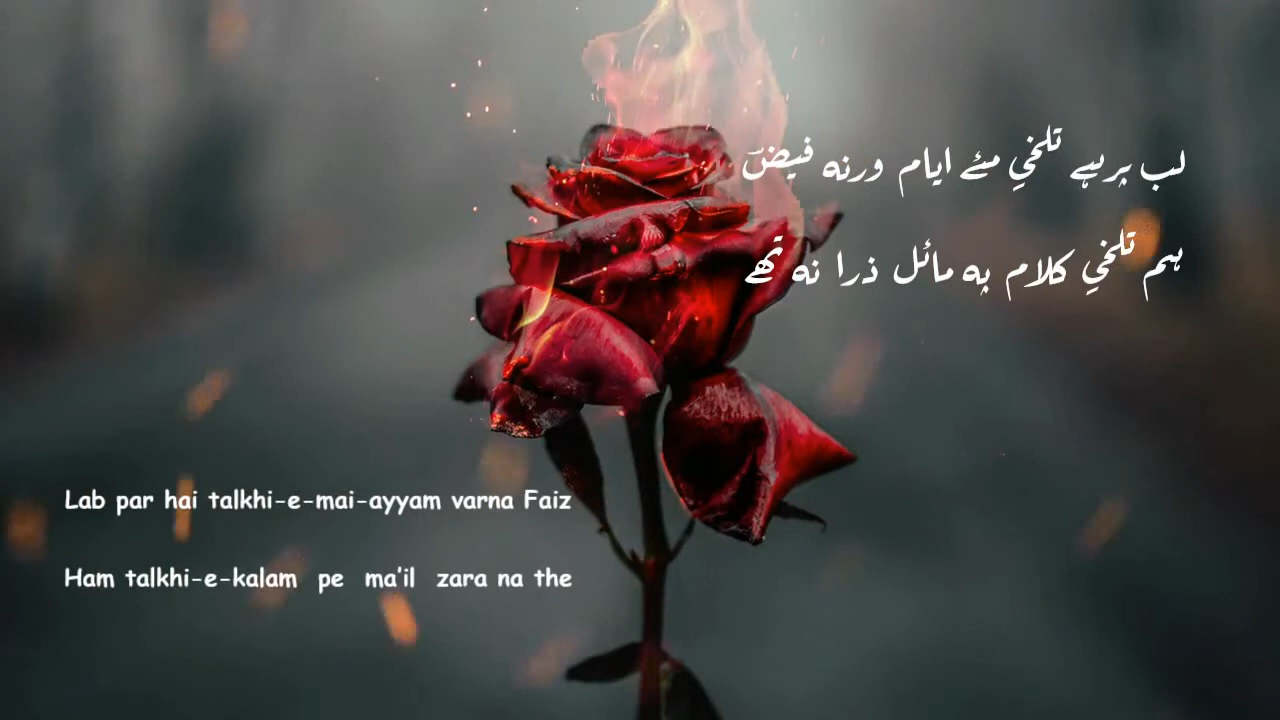 لب پر ہے تلخیِ مئے ایام ورنہ فیضؔ
ہم تلخیِ کلام پہ مائل ذرا نہ تھے
Lab par hai talkhi-e-mai-ayyam varna Faiz
Ham talkhi-e-kalam pe ma'il zara na the